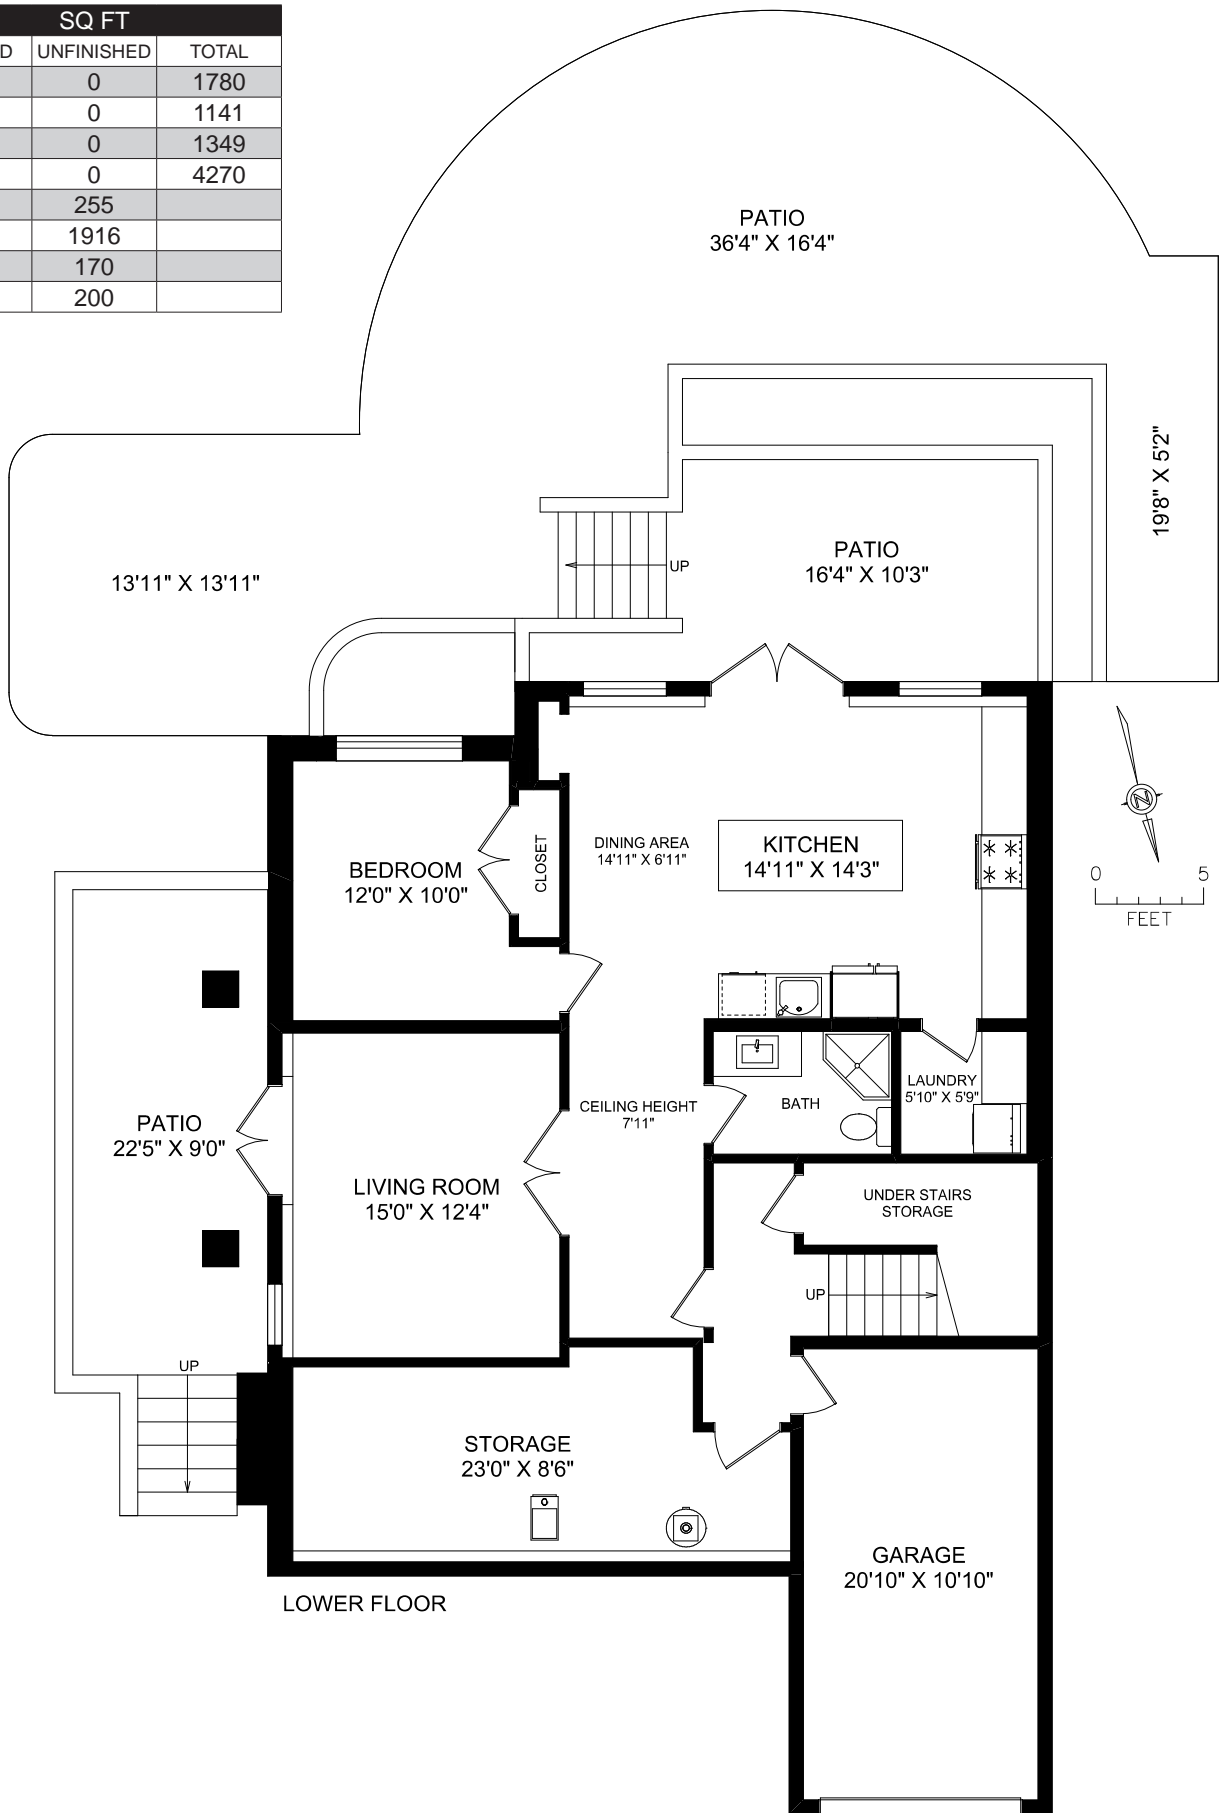 SQ FT
D UNFINISHED TOTAL
0 1780
0 1141
0 1349
0 4270
255
1916
170
200
PATIO
36'4" X 16'4"
19'8" X 5'2"
PATIO
16'4" X 10'3"
UP
13'11" X 13'11"
BEDROOM
12'0" X 10'0"
CLOSET
DINING AREA
14'11" X 6'11"
KITCHEN
14'11" X 14'3"
N
0 5
FEET
PATIO
22'5" X 9'0"
CEILING HEIGHT
7'11"
BATH
LAUNDRY
5'10" X 5'9"
LIVING ROOM
15'0" X 12'4"
UNDER STAIRS
STORAGE
UP
UP
STORAGE
23'0" X 8'6"
GARAGE
20'10" X 10'10"
LOWER FLOOR